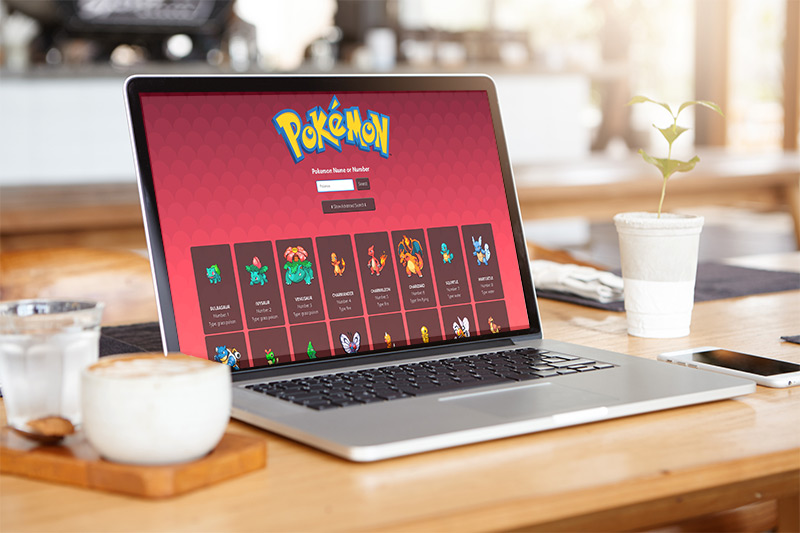 POKéMON
Pokemon Name or Number
Search
BULBASAUR
Number: 1
Type: grass poison
IVYSAUR
Number: 2
Type: grass poison
VENUSAUR
Number: 3
Type: grass poison
CHARMANDER
Number: 4
Type: fire
CHARMELEON
Number: 5
Type: fire
CHARIZARD
Number: 6
Type: fire flying
SQUIRTLE
Number: 7
Type: water
WARTORTLE
Number: 8
Type: water